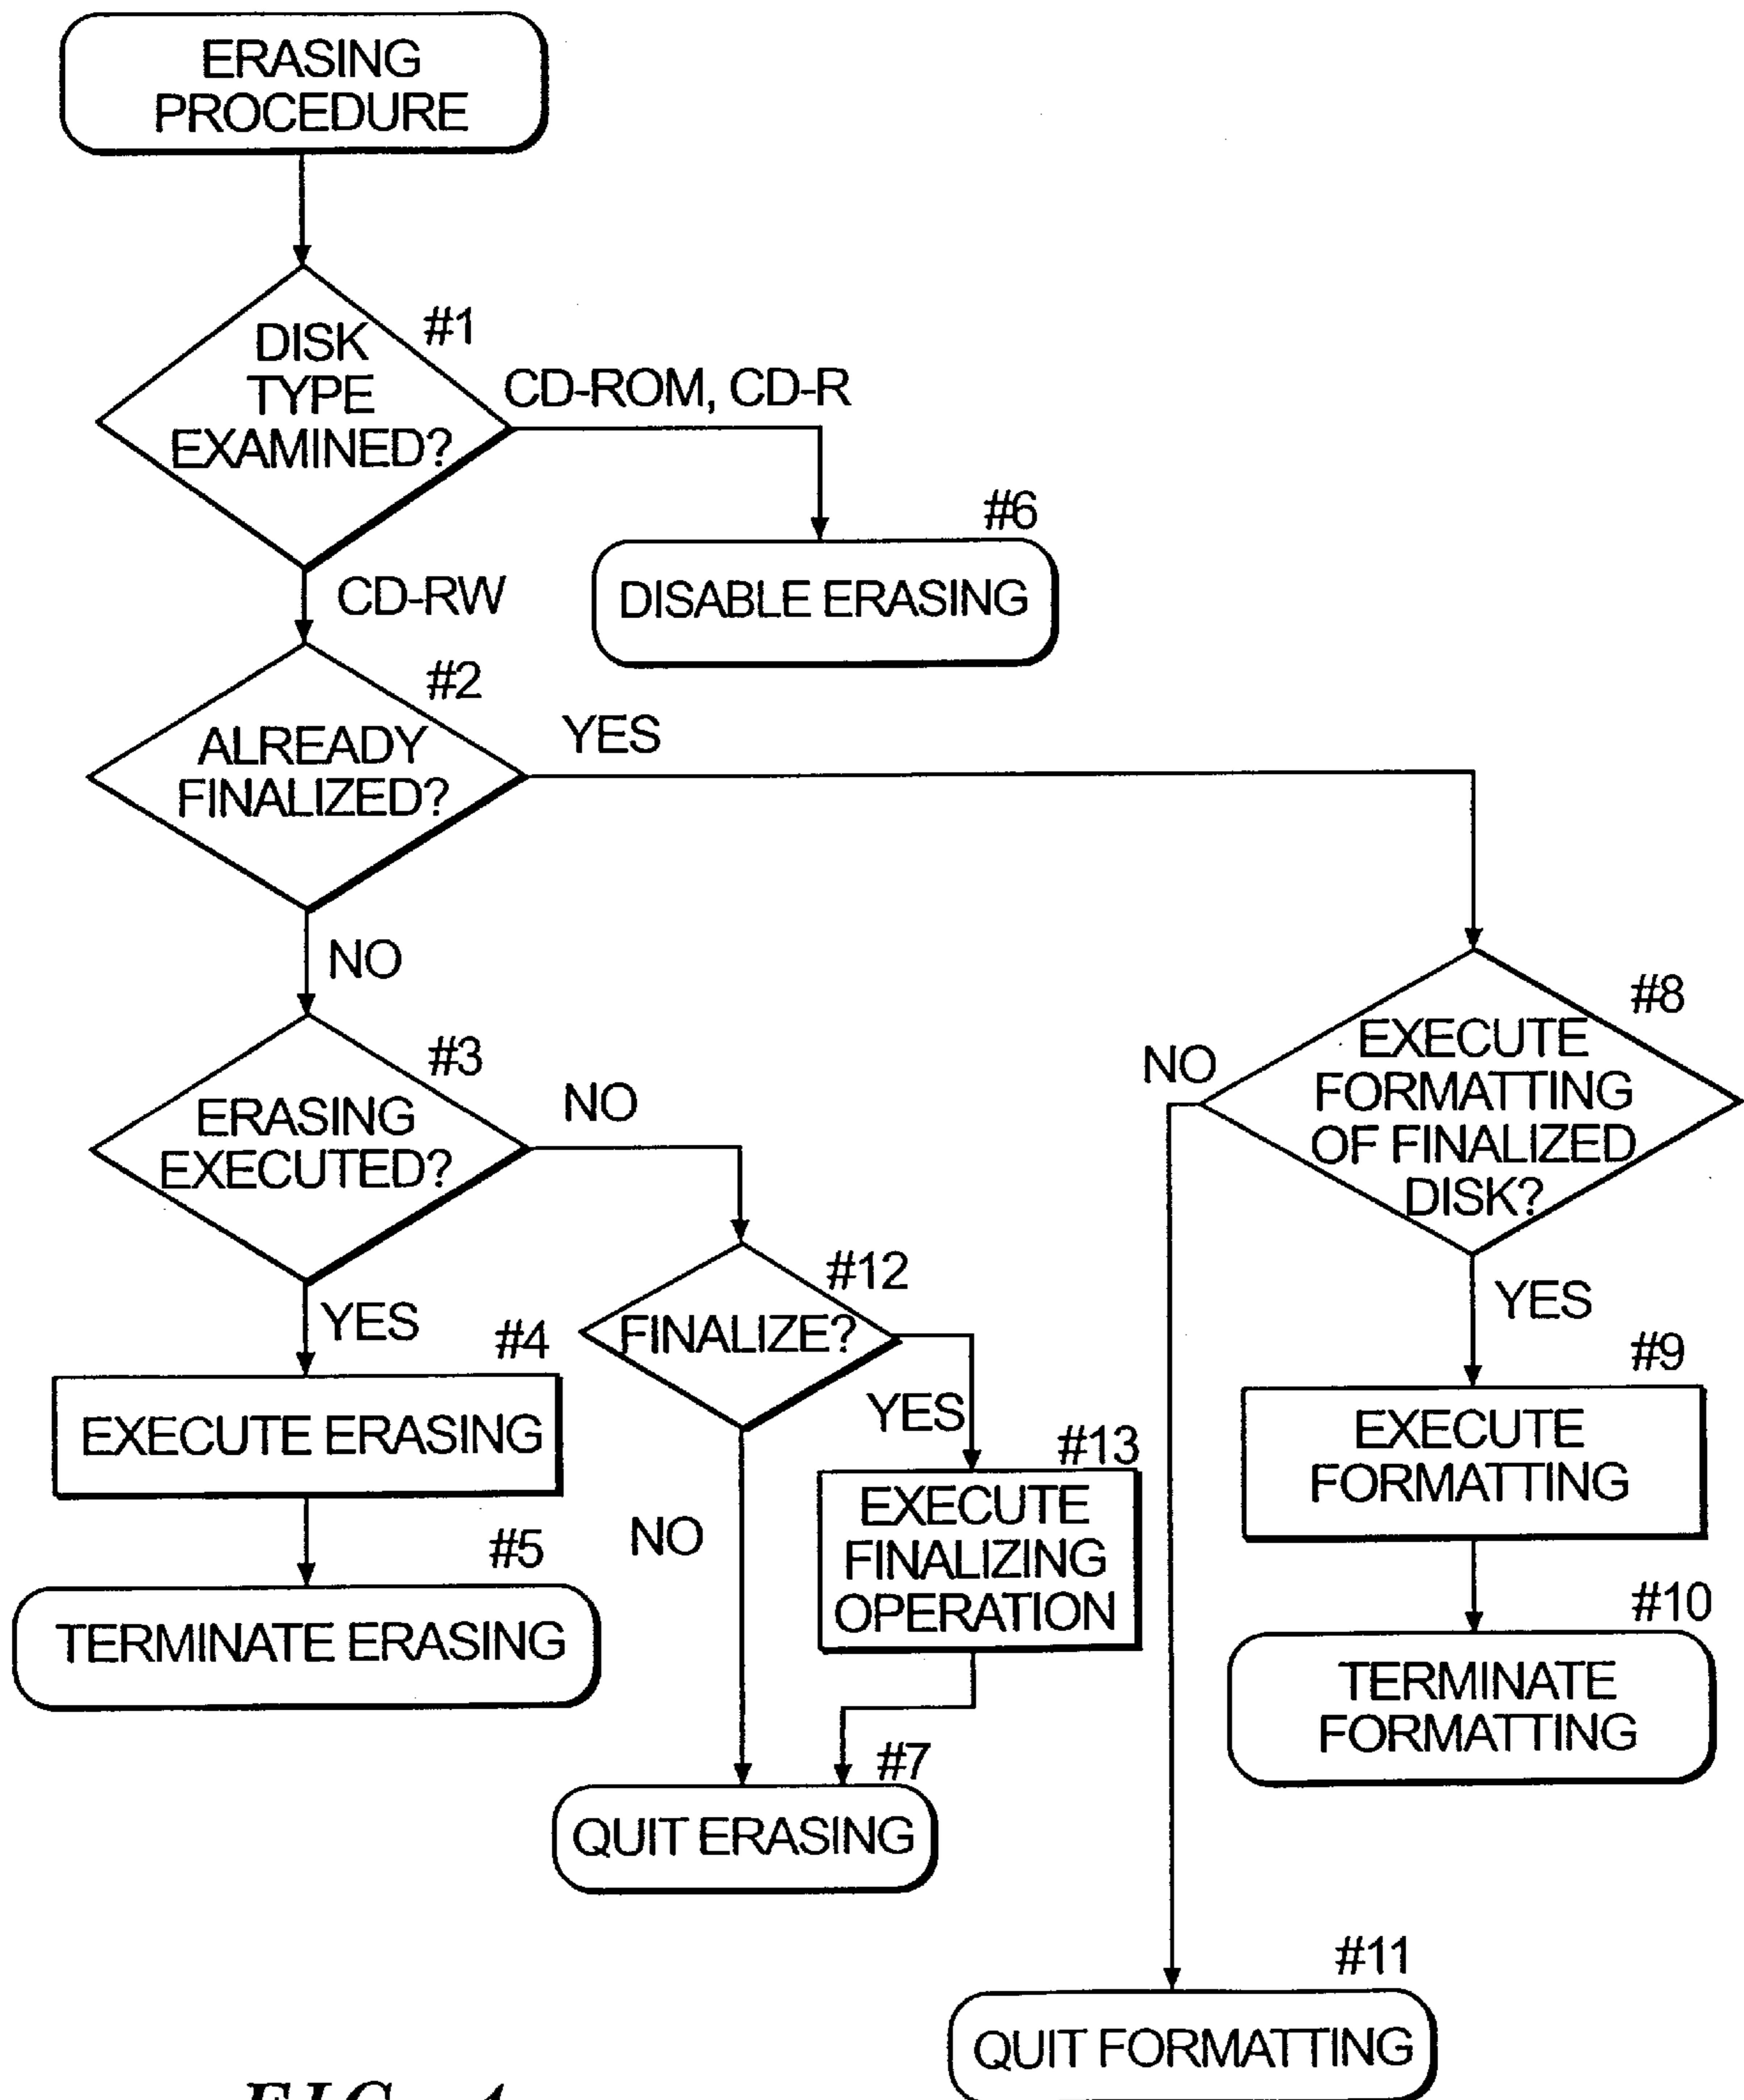 ERASING
PROCEDURE
#1
DISK
TYPE
EXAMINED?
CD-ROM, CD-R
#6
DISABLE ERASING
CD-RW
#2
ALREADY
FINALIZED?
YES
NO
#8
EXECUTE
FORMATTING
OF FINALIZED
DISK?
NO
#3
ERASING
EXECUTED?
NO
#12
FINALIZE?
YES
YES
#4
EXECUTE ERASING
YES
#9
EXECUTE
FORMATTING
#13
EXECUTE
FINALIZING
OPERATION
NO
#5
TERMINATE ERASING
#10
TERMINATE
FORMATTING
#7
QUIT ERASING
#11
QUIT FORMATTING